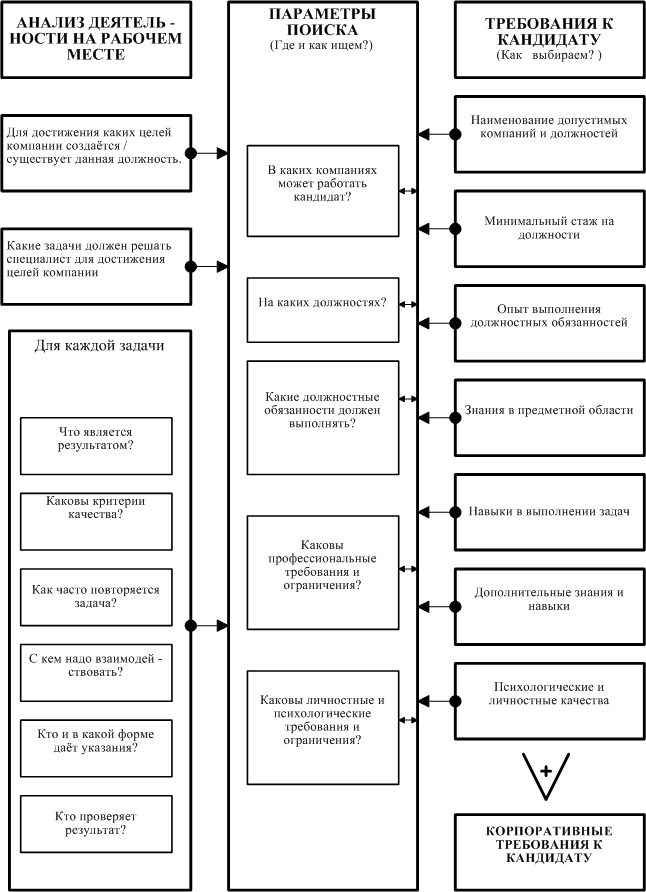 АНАЛИЗ ДЕЯТЕЛЬ -
НОСТИ НА РАБОЧЕМ
МЕСТЕ
Для достижения каких целей
компании создаётся /
существует данная должность.
Какие задачи должен решать
специалист для достижения
целей компании
Для каждой задачи
Что является
результатом?
Каковы критерии
качества?
Как часто повторяется
задача?
С кем надо взаимодей -
ствовать?
Кто и в какой форме
даёт указания?
Кто проверяет
результат?
ПАРАМЕТРЫ
ПОИСКА
(Где и как ищем?)
В каких компаниях
может работать
кандидат?
На каких должностях?
Какие должностные
обязанности должен
выполнять?
Каковы
профессиональные
требования и
ограничения?
Каковы личностные и
психологические
требования и
ограничения?
ТРЕБОВАНИЯ К
КАНДИДАТУ
(Как выбираем? )
Наименование допустимых
компаний и должностей
Минимальный стаж на
должности
Опыт выполнения
должностных обязанностей
Знания в предметной области
Навыки в выполнении задач
Дополнительные знания и
навыки
Психологические и
личностные качества
+
КОРПОРАТИВНЫЕ
ТРЕБОВАНИЯ К
КАНДИДАТУ